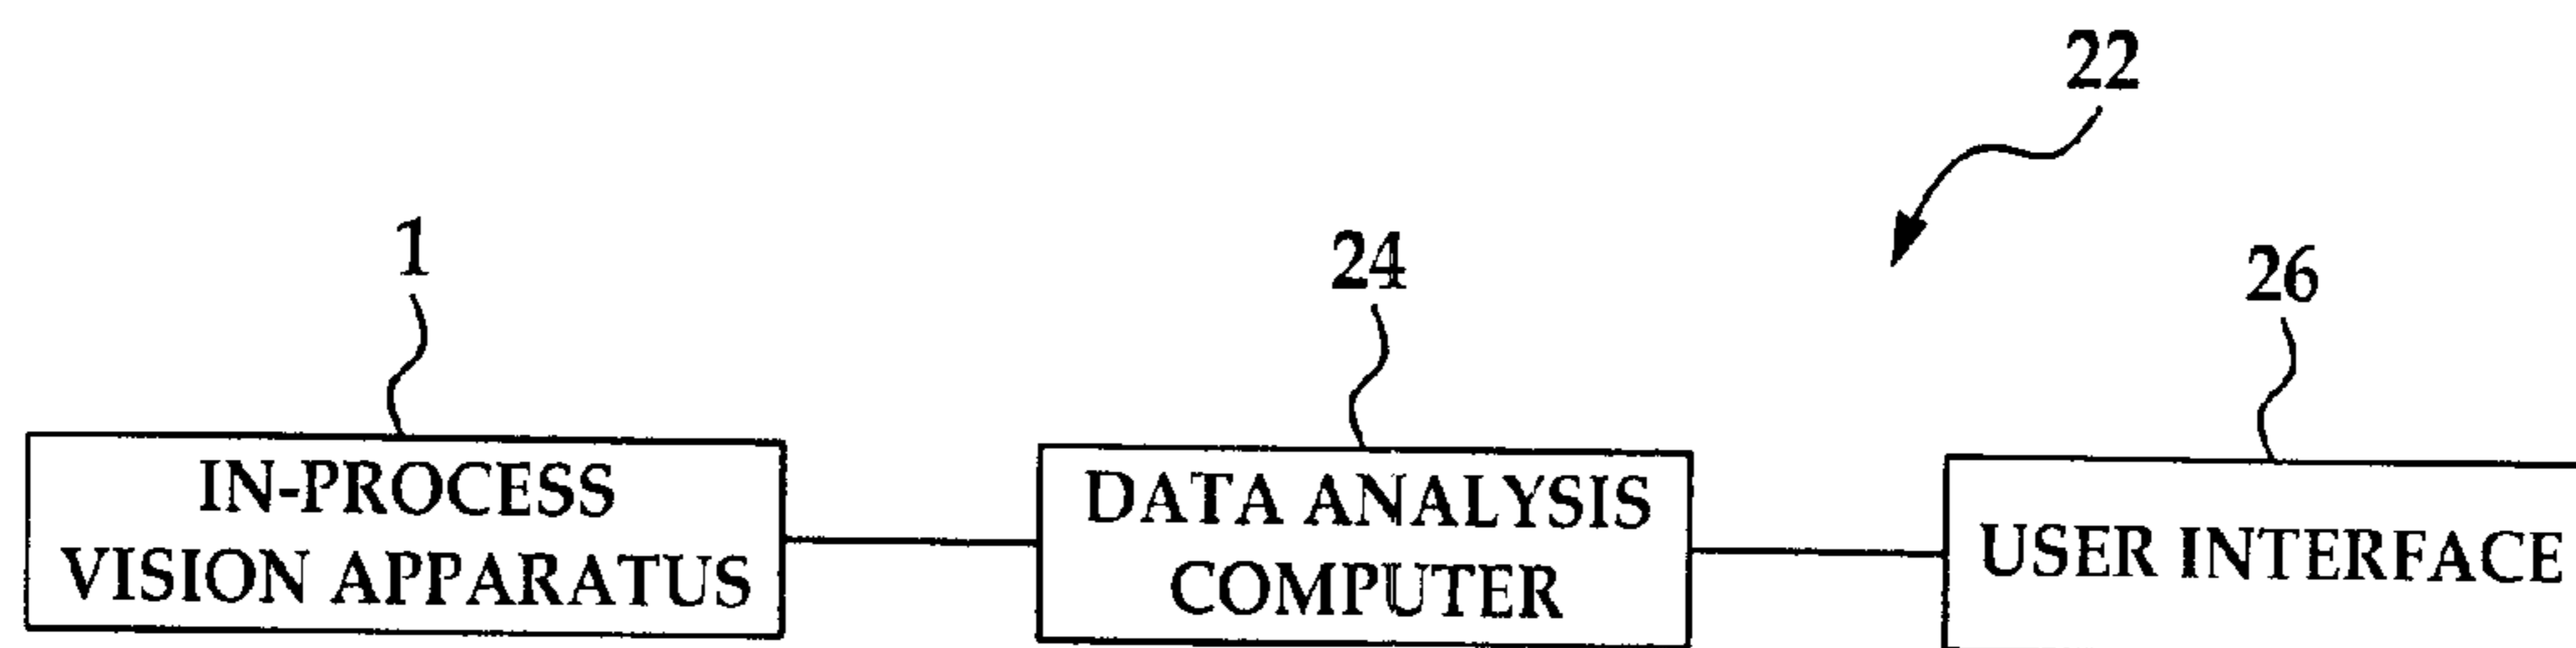 22
1
24
26
IN-PROCESS
VISION APPARATUS
DATA ANALYSIS
COMPUTER
USER INTERFACE